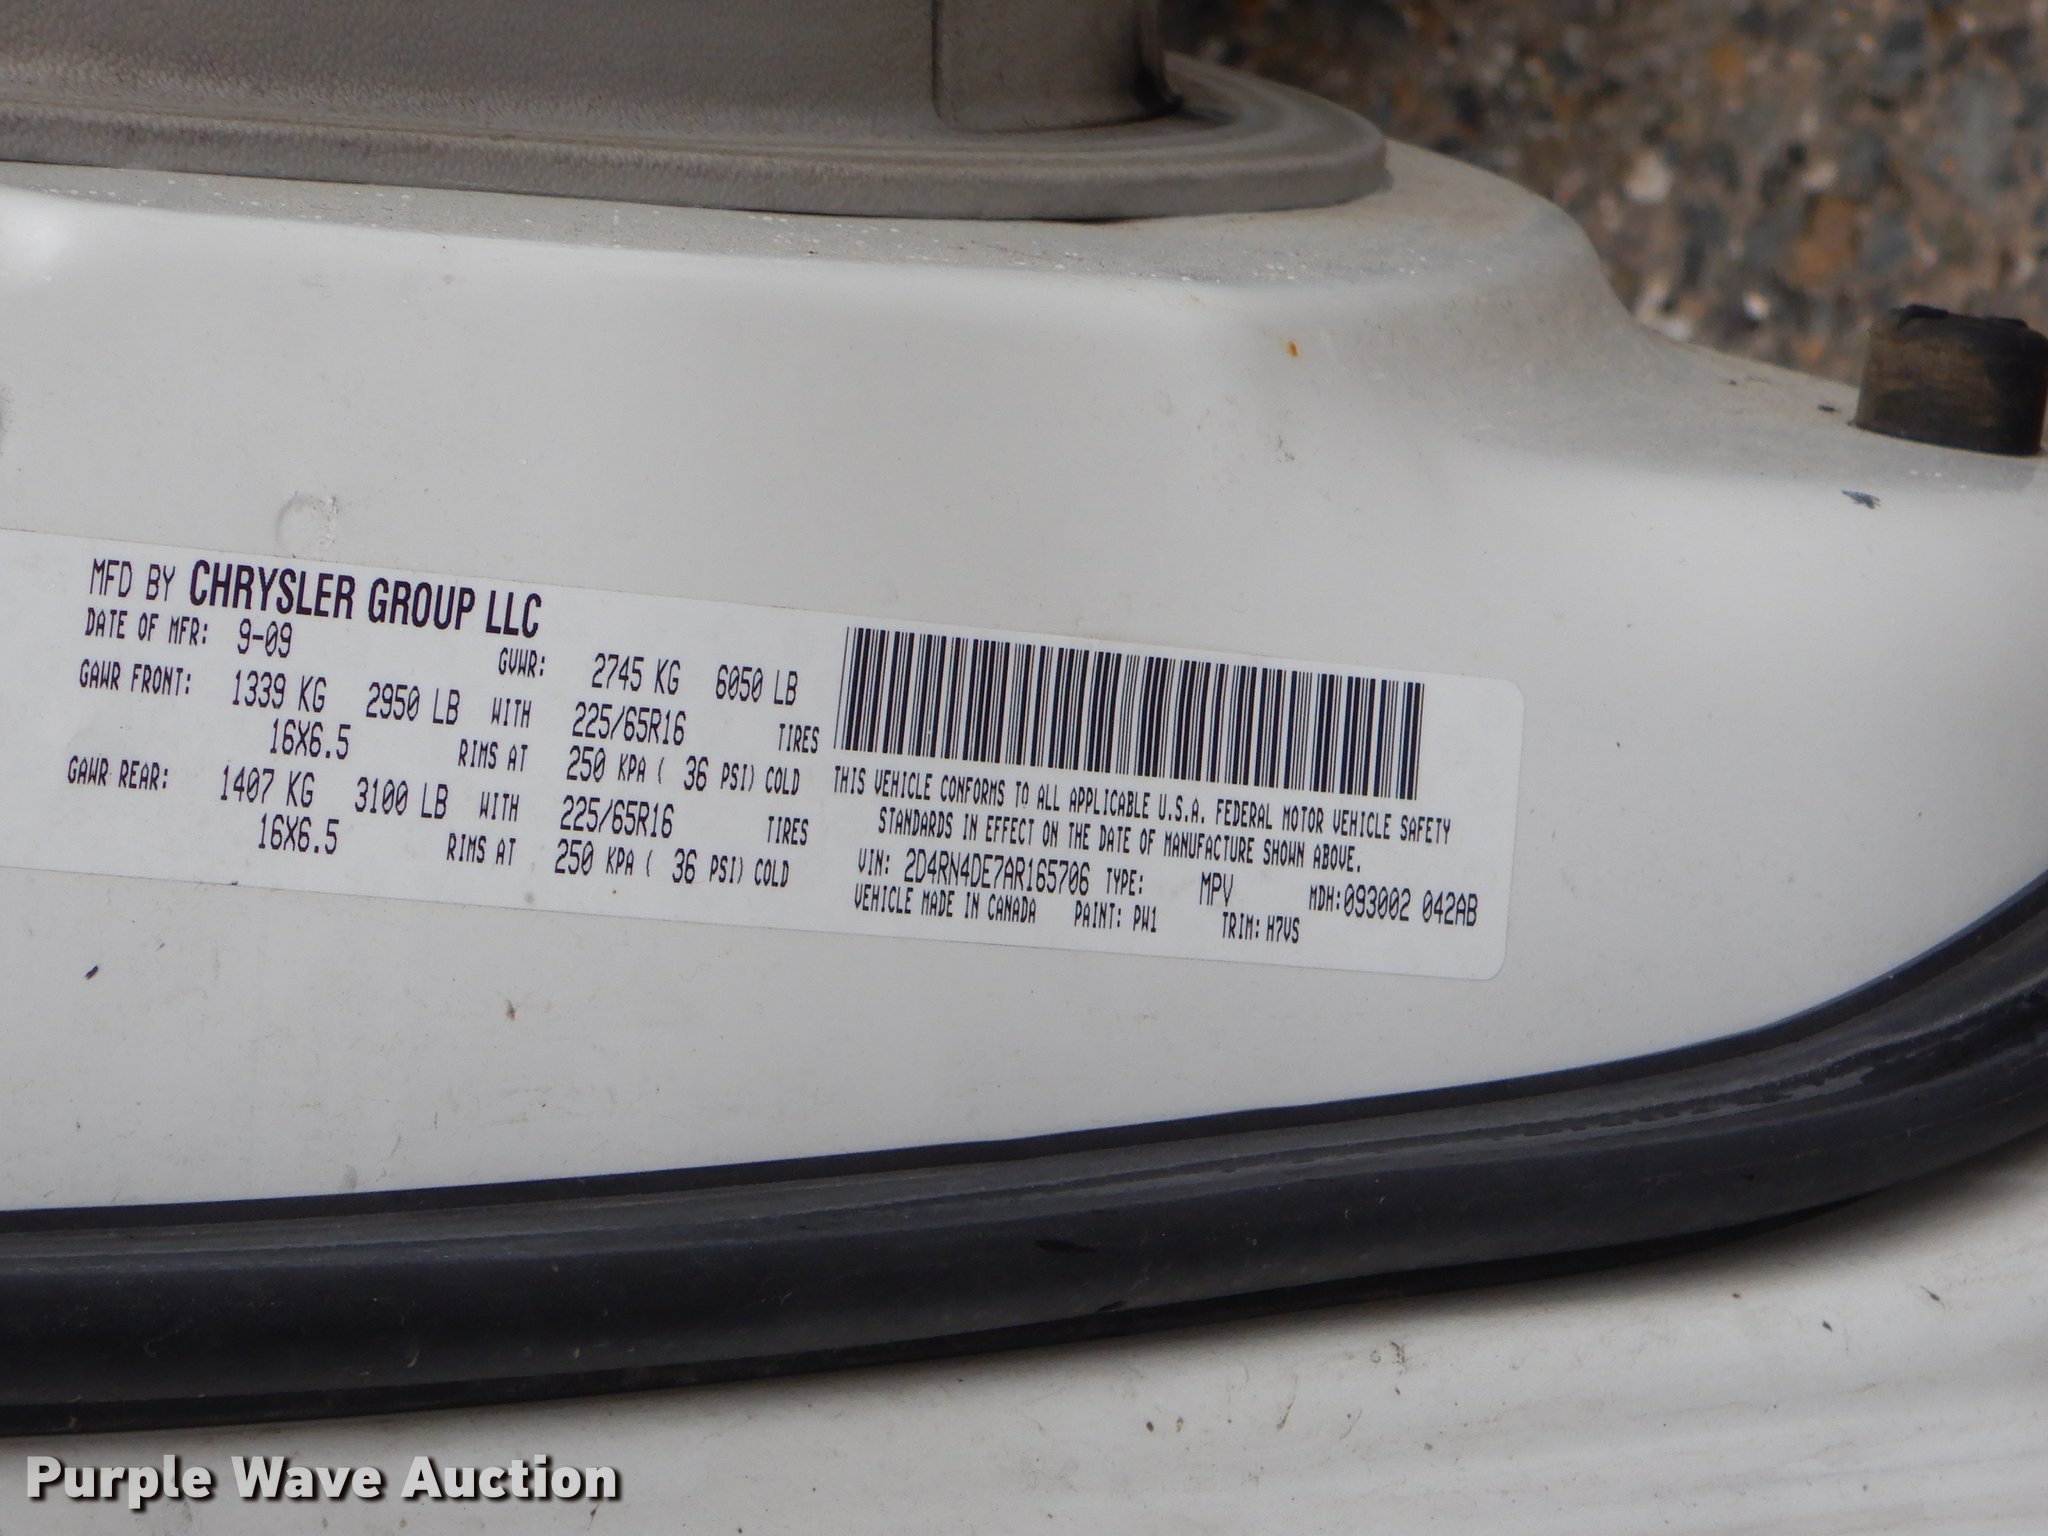 MFD BY CHRYSLER GROUP LLC
DATE OF MFR: 9-09 GVWR: 2745 KG 6050 LB
GAWR FRONT: 1339 KG 2950 LB WITH 225/65R16 TIRES
16X6.5 RIMS AT 250 KPA ( 36 PSI) COLD
GAWR REAR: 1407 KG 3100 LB WITH 225/65R16 TIRES
16X6.5 RIMS AT 250 KPA ( 36 PSI) COLD
THIS VEHICLE CONFORMS TO ALL APPLICABLE U.S.A. FEDERAL MOTOR VEHICLE SAFETY
STANDARDS IN EFFECT ON THE DATE OF MANUFACTURE SHOWN ABOVE.
VIN: 2D4RN4DE7AR165706 TYPE: MPV MDH:093002 042AB
VEHICLE MADE IN CANADA PAINT: PW1 TRIM: H7VS
Purple Wave Auction